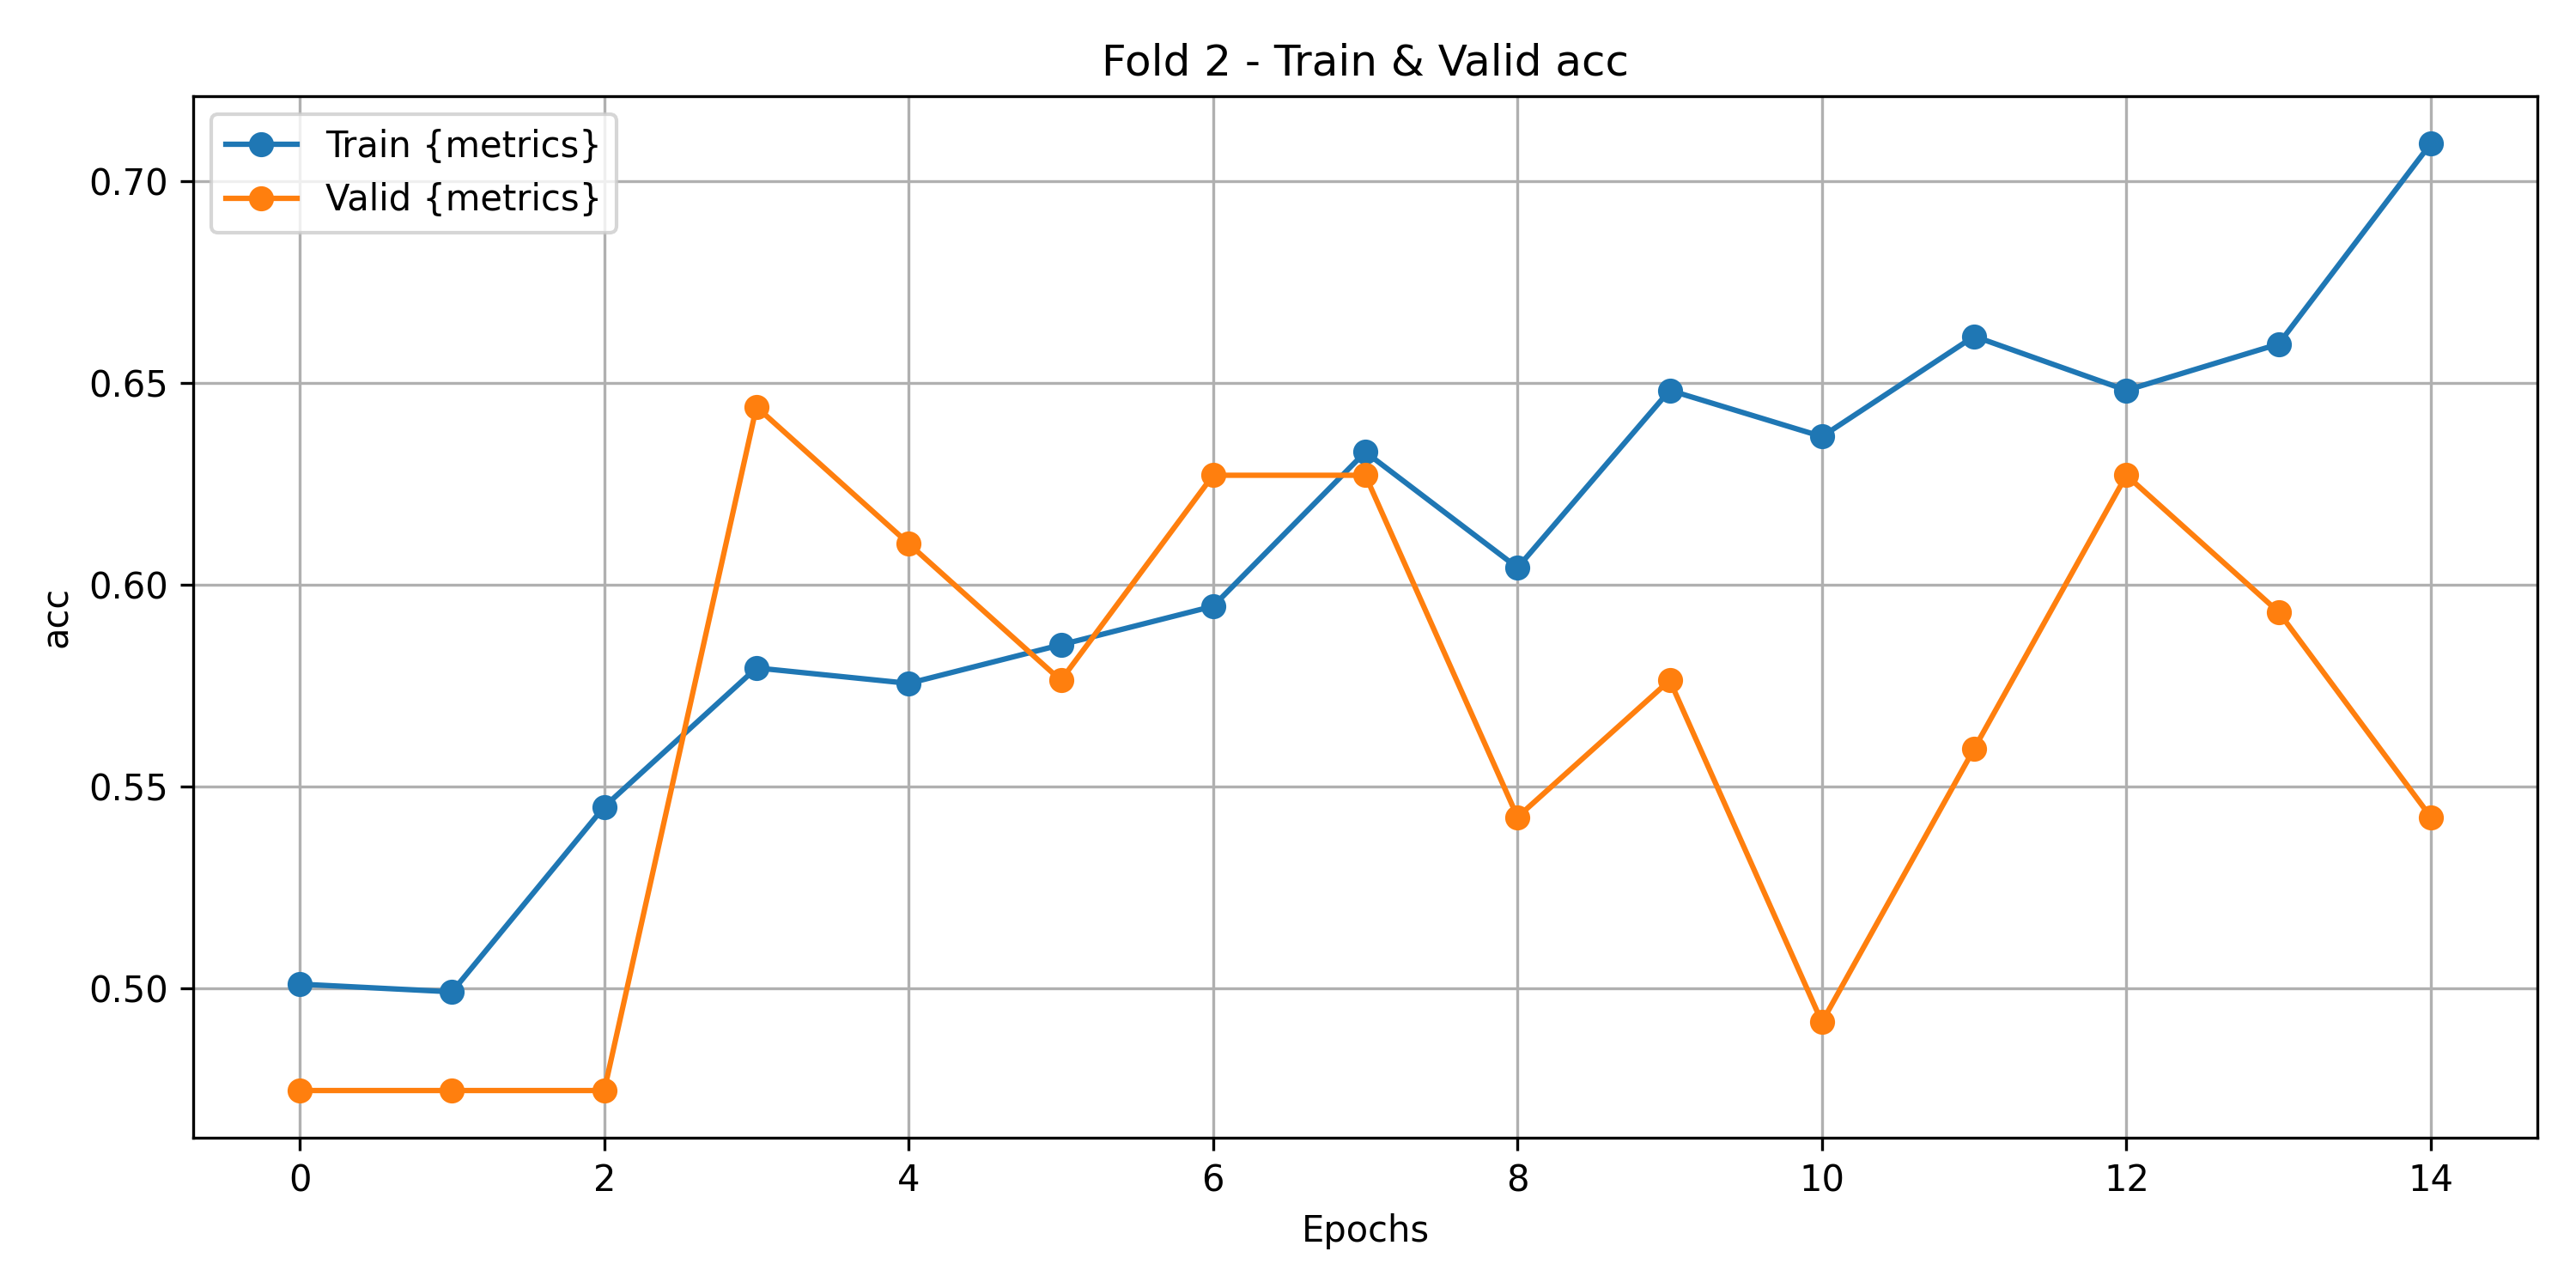 Fold 2 - Train & Valid acc
Train {metrics}
Valid {metrics}
0.70
0.65
0.60
0.55
0.50
acc
0 2 4 6 8 10 12 14
Epochs